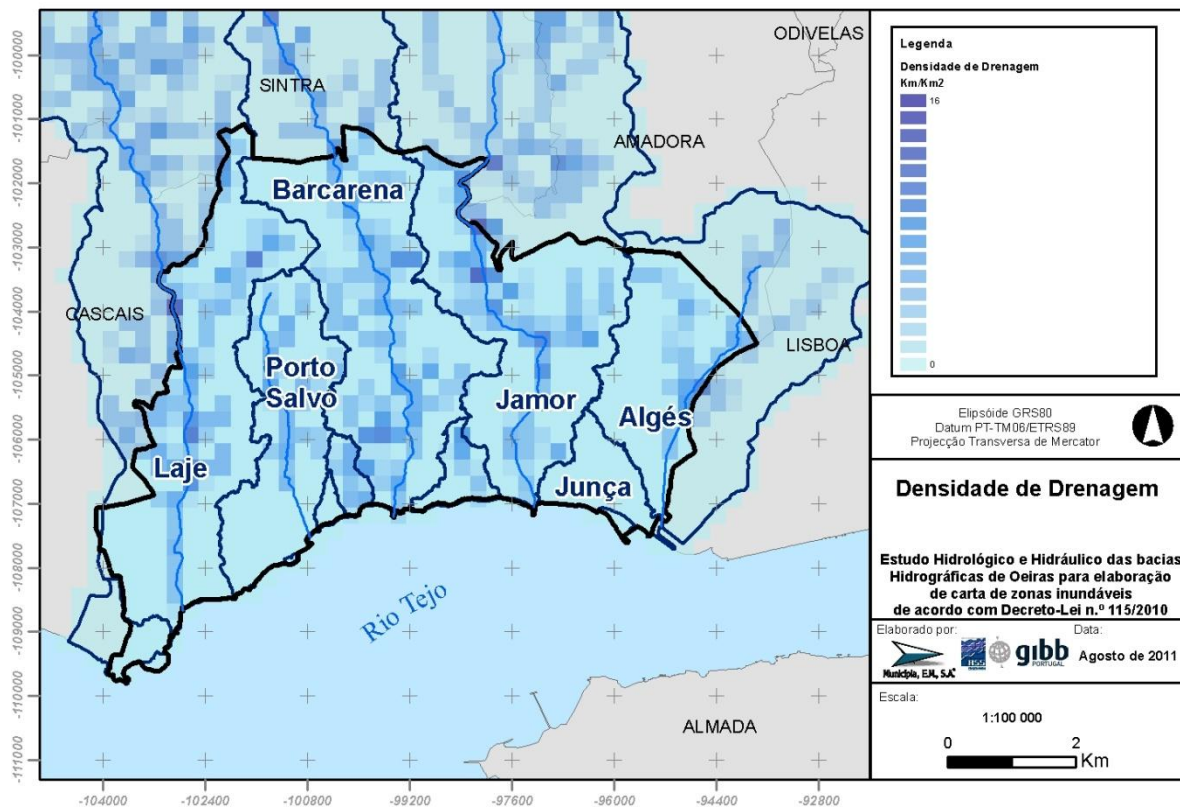 ODIVELAS
SINTRA
AMADORA
Barcarena
CASCAIS
LISBOA
Porto
Salvo
Jamor
Algés
Laje
Junça
Rio Tejo
ALMADA
-100000
-101000
-102000
-103000
-104000
-105000
-106000
-107000
-108000
-109000
-110000
-111000
-104000
-102400
-100800
-99200
-97600
-96000
-94400
-92800
Legenda
Densidade de Drenagem
Km/Km2
16
0
Elipsóide GRS80
Datum PT-TM06/ETRS89
Projecção Transversa de Mercator
Densidade de Drenagem
Estudo Hidrológico e Hidráulico das bacias
Hidrográficas de Oeiras para elaboração
de carta de zonas inundáveis
de acordo com Decreto-Lei n.º 115/2010
Elaborado por:
Data:
Municípia, E.M., S.A.
gibb
PORTUGAL
Agosto de 2011
Escala:
1:100 000
0 2
Km